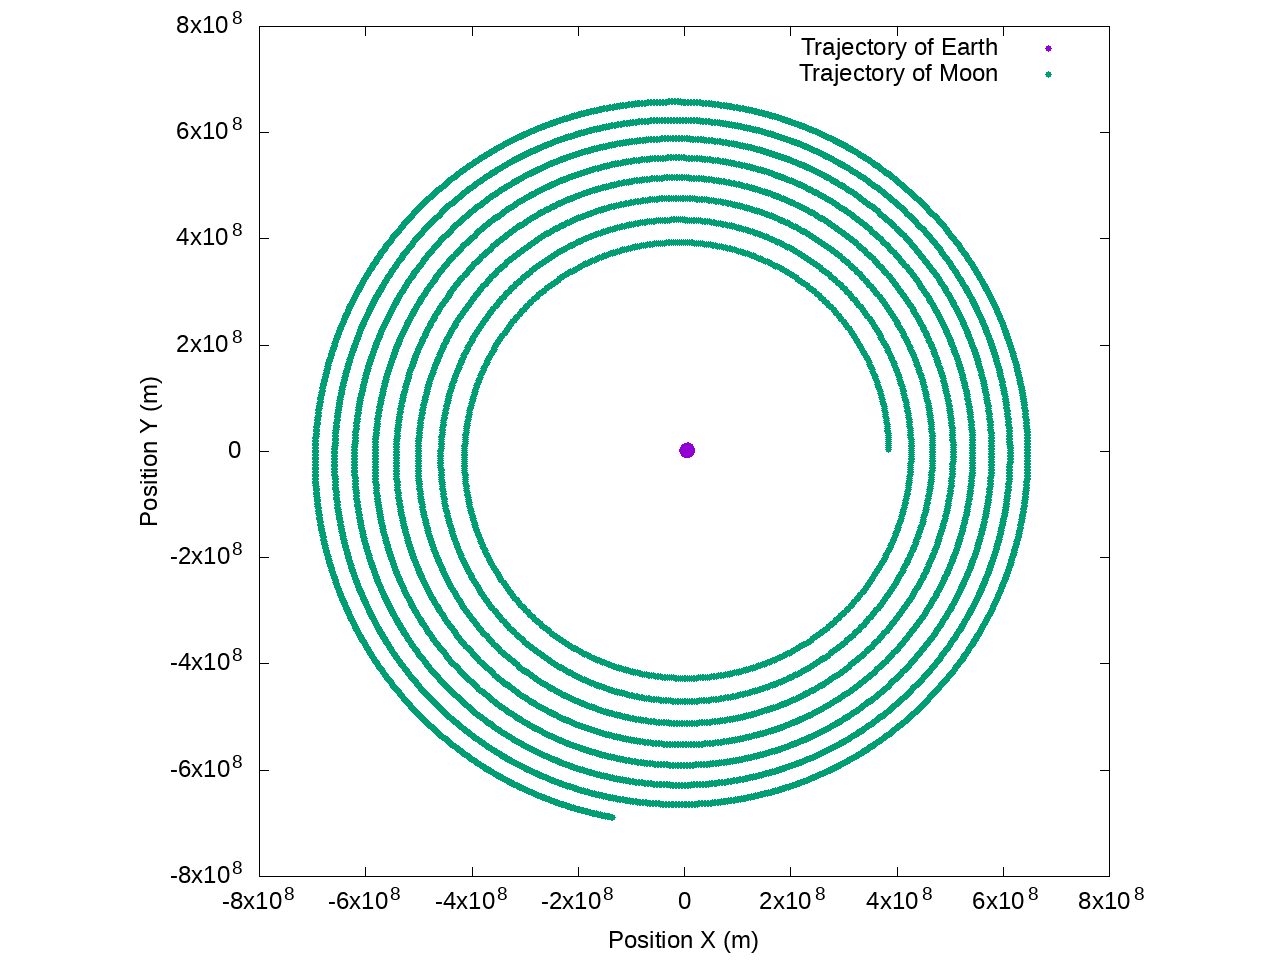 8x10^8
Trajectory of Earth
Trajectory of Moon
6x10^8
4x10^8
2x10^8
0
Position Y (m)
-2x10^8
-4x10^8
-6x10^8
-8x10^8
-8x10^8 -6x10^8 -4x10^8 -2x10^8 0 2x10^8 4x10^8 6x10^8 8x10^8
Position X (m)